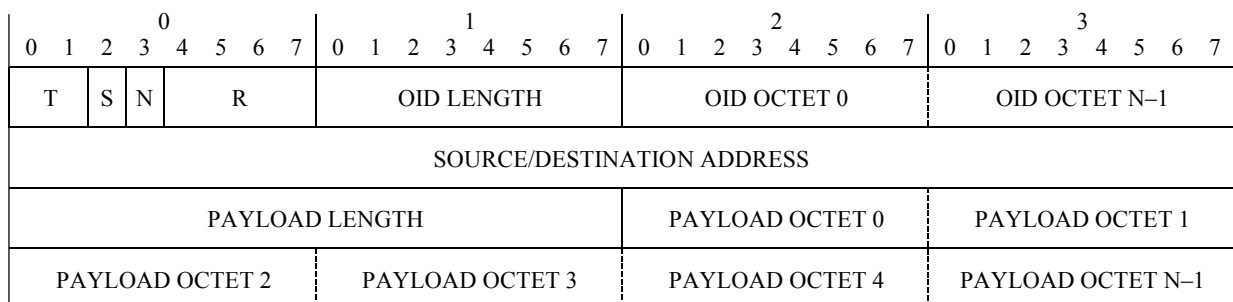 0 1 2 3
0 1 2 3 4 5 6 7 0 1 2 3 4 5 6 7 0 1 2 3 4 5 6 7 0 1 2 3 4 5 6 7
T S N R OID LENGTH OID OCTET 0 OID OCTET N–1
SOURCE/DESTINATION ADDRESS
PAYLOAD LENGTH PAYLOAD OCTET 0 PAYLOAD OCTET 1
PAYLOAD OCTET 2 PAYLOAD OCTET 3 PAYLOAD OCTET 4 PAYLOAD OCTET N–1